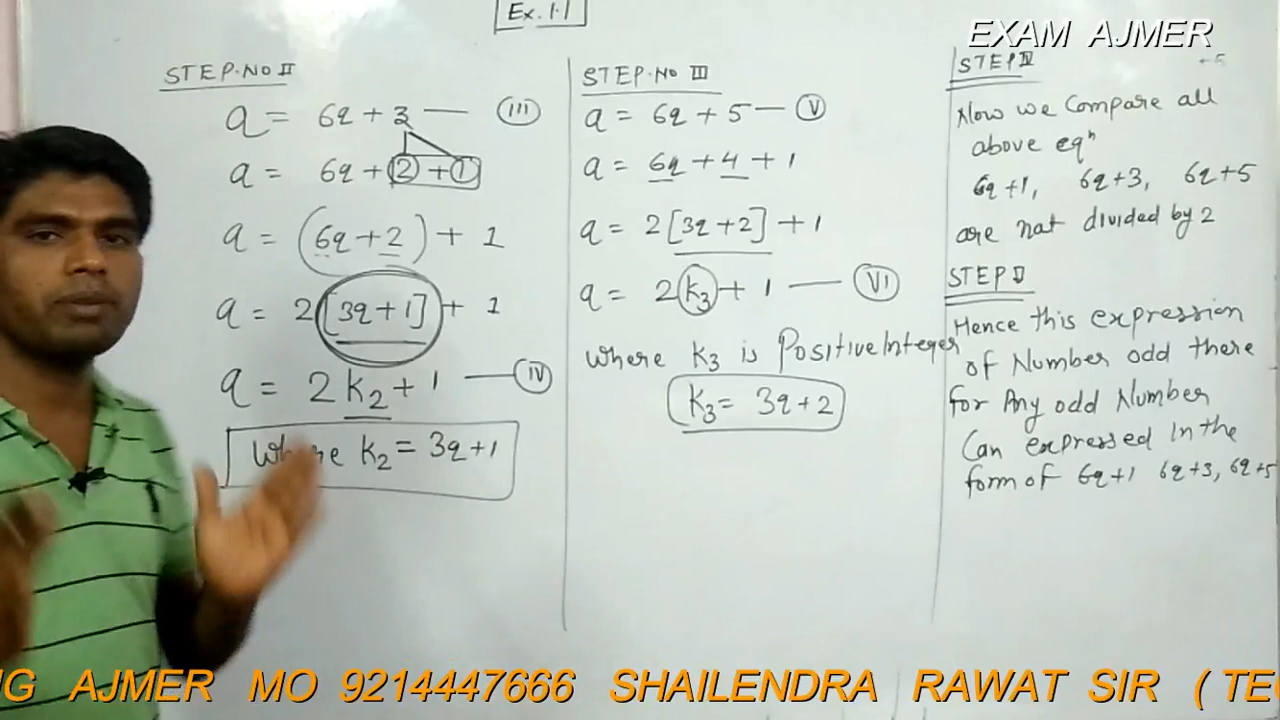 Ex.1.1
EXAM AJMER
STEP.NO II
a = 6q + 3 — III
a = 6q + 2 + 1
a = (6q + 2) + 1
a = 2[3q + 1] + 1
a = 2k₂ + 1 — IV
Where k₂ = 3q + 1
STEP.NO III
a = 6q + 5 — V
a = 6q + 4 + 1
a = 2[3q + 2] + 1
a = 2k₃ + 1 — VI
Where k₃ is Positive Integer
k₃ = 3q + 2
STEP IV
Now we Compare all
above eqⁿ
6q+1, 6q+3, 6q+5
are not divided by 2
STEP V
Hence this expression
of Number odd there
for Any odd Number
Can expressed In the
form of 6q+1 6q+3, 6q+5
NG AJMER MO 9214447666 SHAILENDRA RAWAT SIR ( TE